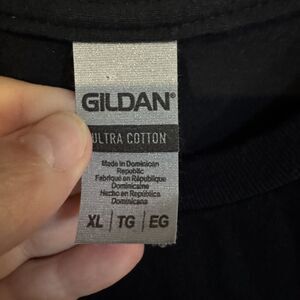 GILDAN®
ULTRA COTTON
Made in Dominican
Republic
Fabriqué en République
Dominicaine
Hecho en República
Dominicana
XL / TG / EG